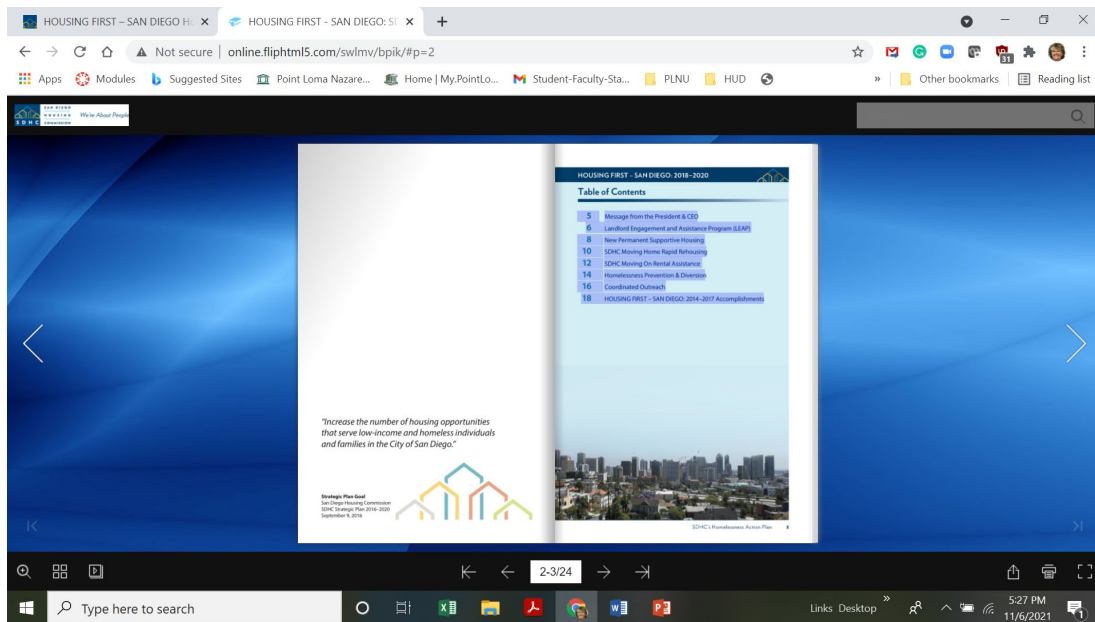 HOUSING FIRST – SAN DIEGO H
HOUSING FIRST - SAN DIEGO: S
Not secure | online.fliphtml5.com/swlmv/bpik/#p=2
31
Apps
Modules
Suggested Sites
Point Loma Nazare...
Home | My.PointLo...
Student-Faculty-Sta...
PLNU
HUD
»
Other bookmarks
Reading list
SDHC
SAN DIEGO
HOUSING
COMMISSION
We're About People
"Increase the number of housing opportunities
that serve low-income and homeless individuals
and families in the City of San Diego."
Strategic Plan Goal
San Diego Housing Commission
SDHC Strategic Plan 2016–2020
September 9, 2016
HOUSING FIRST - SAN DIEGO: 2018–2020
Table of Contents
5 Message from the President & CEO
6 Landlord Engagement and Assistance Program (LEAP)
8 New Permanent Supportive Housing
10 SDHC Moving Home Rapid Rehousing
12 SDHC Moving On Rental Assistance
14 Homelessness Prevention & Diversion
16 Coordinated Outreach
18 HOUSING FIRST – SAN DIEGO: 2014–2017 Accomplishments
SDHC's Homelessness Action Plan 3
2-3/24
Type here to search
Links Desktop
»
5:27 PM
11/6/2021
1